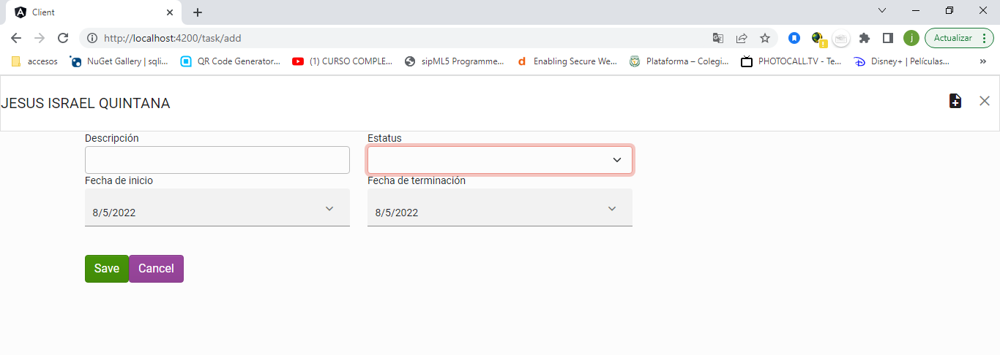 Client
http://localhost:4200/task/add
j
Actualizar
accesos
NuGet Gallery | sqli...
QR Code Generator...
(1) CURSO COMPLE...
sipML5 Programme...
d
Enabling Secure We...
Plataforma – Colegi...
PHOTOCALL.TV - Te...
Disney+ | Películas...
»
JESUS ISRAEL QUINTANA
Descripción
Estatus
Fecha de inicio
Fecha de terminación
8/5/2022
8/5/2022
Save
Cancel